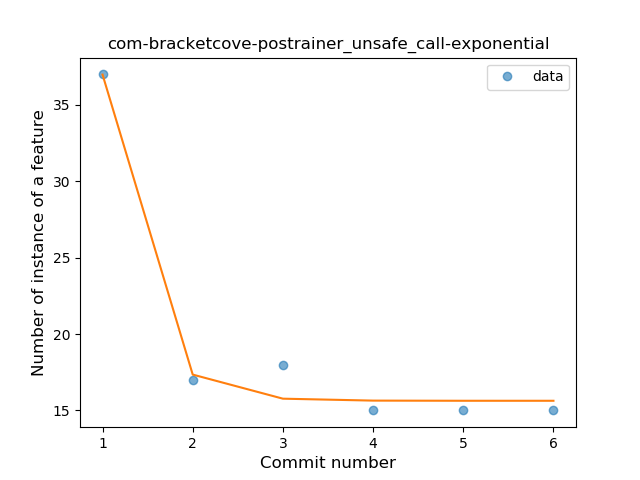 com-bracketcove-postrainer_unsafe_call-exponential
data
Number of instance of a feature
35
30
25
20
15
1 2 3 4 5 6
Commit number